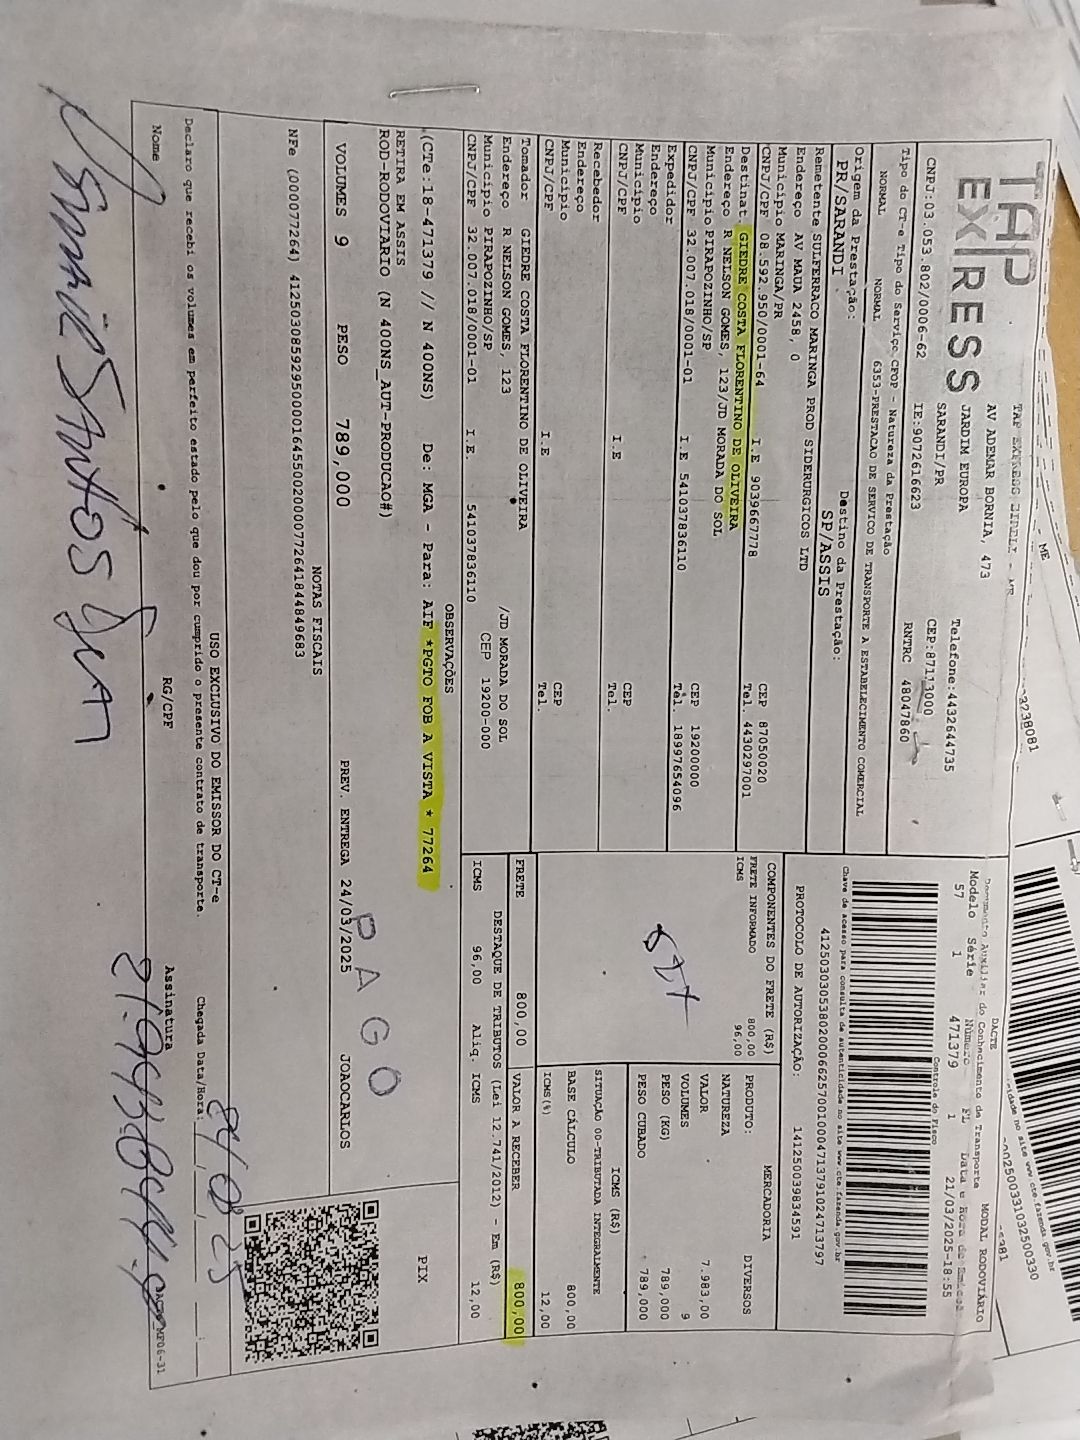 TAP
EX|RESS
TAP EXPRESS EIRELI - ME
AV ADEMAR BORNIA, 473
JARDIM EUROPA
SARANDI/PR
Telefone:4432644735
CEP:87113000
CNPJ:03.053.802/0006-62
IE:9072616623
RNTRC 48047860
Tipo do CT-e Tipo do Serviço CFOP - Natureza da Prestação
NORMAL NORMAL 6353-PRESTACAO DE SERVICO DE TRANSPORTE A ESTABELECIMENTO COMERCIAL
Origem da Prestação: Destino da Prestação:
PR/SARANDI SP/ASSIS
Remetente SULFERRACO MARINGA PROD SIDERURGICOS LTD
Endereço AV MAUA 2458, 0
Município MARINGA/PR CEP 87050020
CNPJ/CPF 08.592.950/0001-64 I.E 9039667778 Tel. 4430297001
Destinat. GIEDRE COSTA FLORENTINO DE OLIVEIRA
Endereço R NELSON GOMES, 123/JD MORADA DO SOL
Município PIRAPOZINHO/SP CEP 19200000
CNPJ/CPF 32.007.018/0001-01 I.E 541037836110 Tel. 18997654096
Expedidor
Endereço
Município CEP
CNPJ/CPF I.E Tel.
Recebedor
Endereço
Município CEP
CNPJ/CPF I.E Tel.
Tomador GIEDRE COSTA FLORENTINO DE OLIVEIRA
Endereço R NELSON GOMES, 123 /JD MORADA DO SOL
Município PIRAPOZINHO/SP CEP 19200-000
CNPJ/CPF 32.007.018/0001-01 I.E. 541037836110
DACTE MODAL RODOVIÁRIO
Documento Auxiliar do Conhecimento de Transporte
Modelo Série Número FL Data e Hora de
57 1 471379 1 21/03/2025-18:55
Controle do Fisco
Chave de acesso para consulta de autenticidade no site www.cte.fazenda.gov.br
PROTOCOLO DE AUTORIZAÇÃO: 141250039834591
COMPONENTES DO FRETE (R$)
FRETE INFORMADO 800,00
ICMS 96,00
MERCADORIA
PRODUTO: DIVERSOS
NATUREZA
VALOR 7.983,00
VOLUMES 9
PESO (KG) 789,000
PESO CUBADO 789,000
ICMS (R$)
SITUAÇÃO 00-TRIBUTADA INTEGRALMENTE
BASE CÁLCULO 800,00
ICMS(%) 12,00
FRETE 800,00 VALOR A RECEBER 800,00
DESTAQUE DE TRIBUTOS (Lei 12.741/2012) - Em (R$)
ICMS 96,00 Aliq. ICMS 12,00
OBSERVAÇÕES
(CTe:18-471379 // N 400NS) De: MGA - Para: AIF *PGTO FOB A VISTA * 77264
RETIRA EM ASSIS
ROD-RODOVIARIO (N 400NS_AUT-PRODUCAO#)
PIX
PAGO
VOLUMES 9 PESO 789,000 PREV. ENTREGA 24/03/2025 JOAOCARLOS
NOTAS FISCAIS
USO EXCLUSIVO DO EMISSOR DO CT-e
Declaro que recebi os volumes em perfeito estado pelo que dou por cumprido o presente contrato de transporte. Chegada Data/Hora:
Nome RG/CPF Assinatura